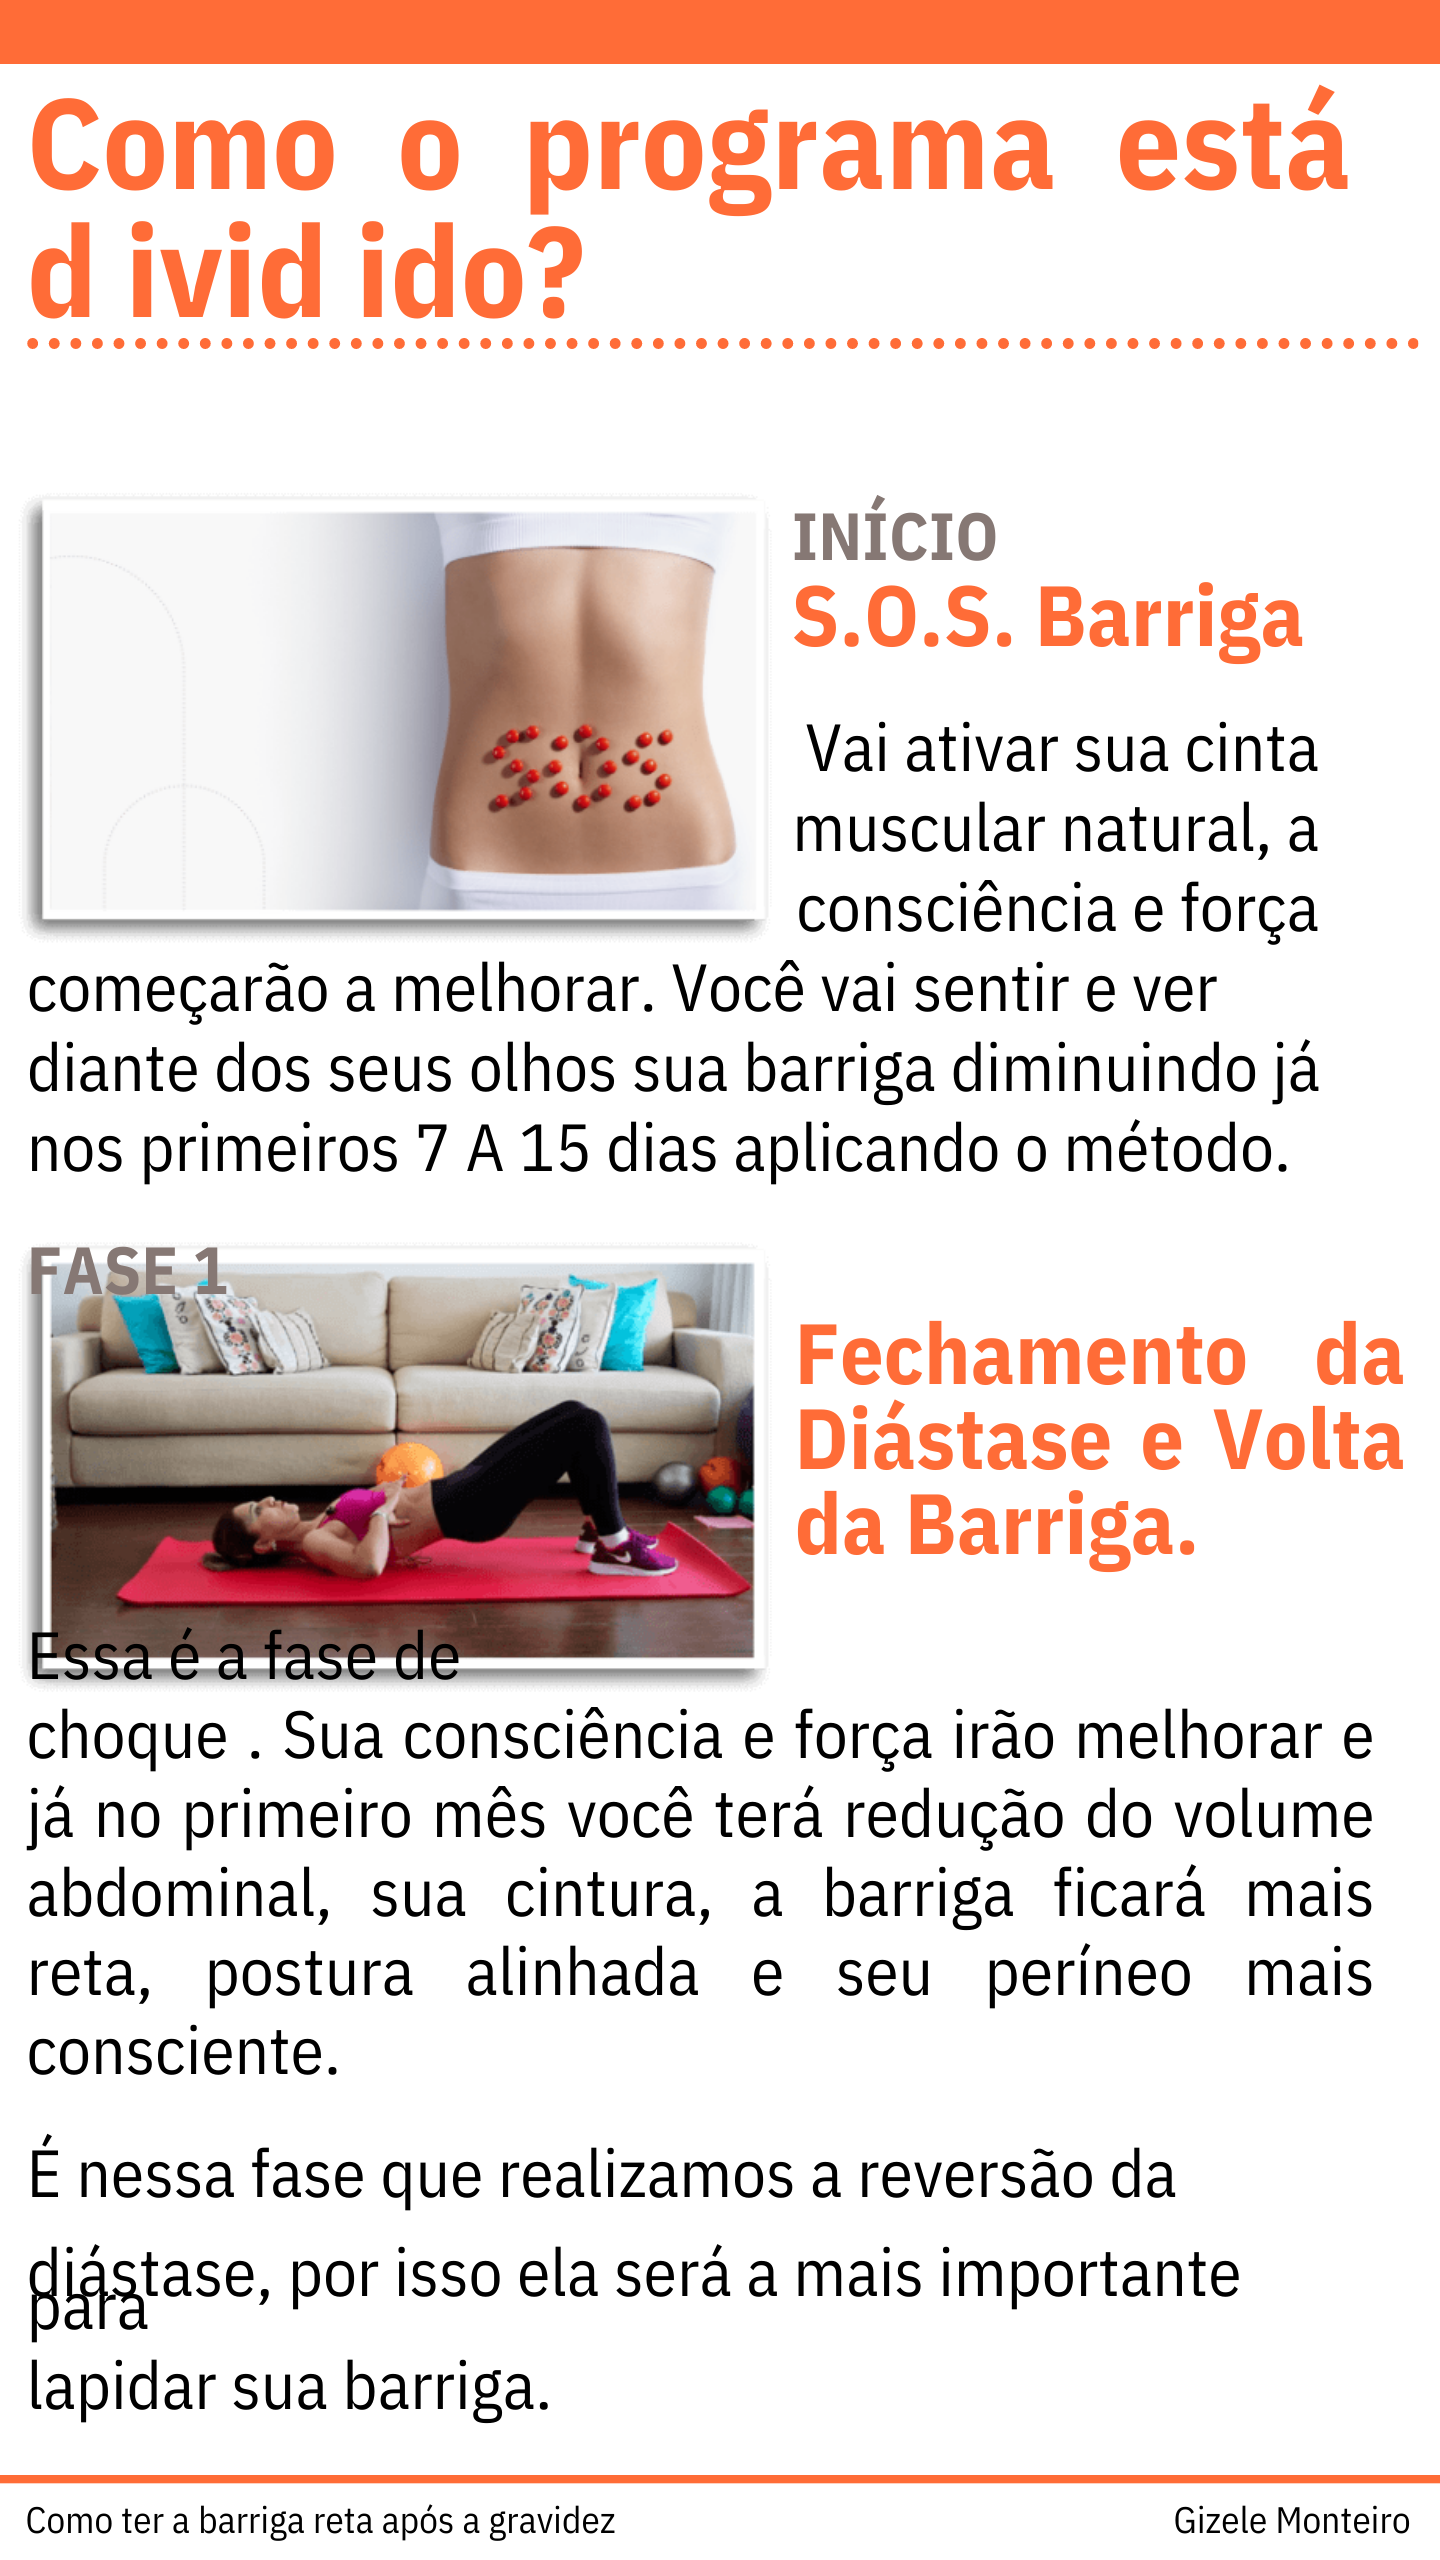 Como o programa está
d ivid ido?
INÍCIO
S.O.S. Barriga
SOS
Vai ativar sua cinta
muscular natural, a
consciência e força
começarão a melhorar. Você vai sentir e ver
diante dos seus olhos sua barriga diminuindo já
nos primeiros 7 A 15 dias aplicando o método.
FASE 1
Fechamento da
Diástase e Volta
da Barriga.
Essa é a fase de
choque . Sua consciência e força irão melhorar e
já no primeiro mês você terá redução do volume
abdominal, sua cintura, a barriga ficará mais
reta, postura alinhada e seu períneo mais
consciente.
É nessa fase que realizamos a reversão da
diástase, por isso ela será a mais importante
para
lapidar sua barriga.
Como ter a barriga reta após a gravidez
Gizele Monteiro